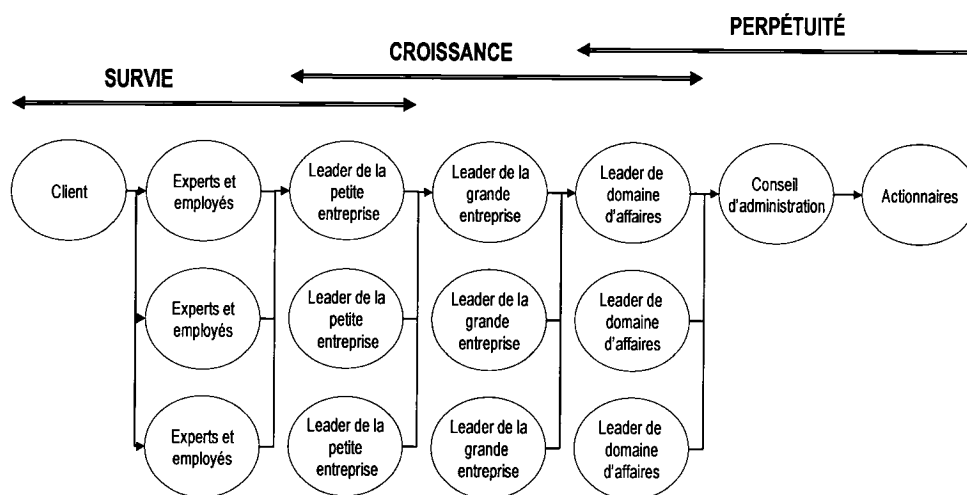 PERPÉTUITÉ
CROISSANCE
SURVIE
Client
Experts et
employés
Leader de la
petite
entreprise
Leader de la
grande
entreprise
Leader de
domaine
d'affaires
Conseil
d'administration
Actionnaires
Experts et
employés
Leader de la
petite
entreprise
Leader de la
grande
entreprise
Leader de
domaine
d'affaires
Experts et
employés
Leader de la
petite
entreprise
Leader de la
grande
entreprise
Leader de
domaine
d'affaires